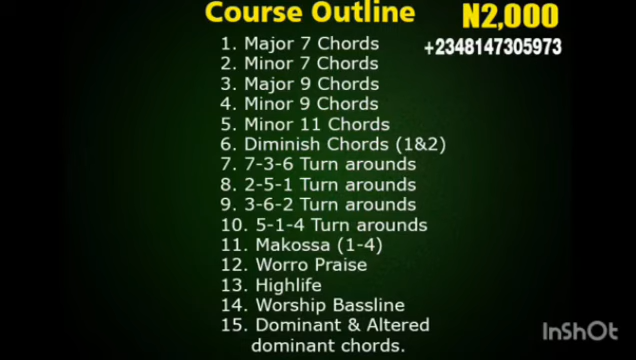 Course Outline
N2,000
+2348147305973
1. Major 7 Chords
2. Minor 7 Chords
3. Major 9 Chords
4. Minor 9 Chords
5. Minor 11 Chords
6. Diminish Chords (1&2)
7. 7-3-6 Turn arounds
8. 2-5-1 Turn arounds
9. 3-6-2 Turn arounds
10. 5-1-4 Turn arounds
11. Makossa (1-4)
12. Worro Praise
13. Highlife
14. Worship Bassline
15. Dominant & Altered
dominant chords.
InShOt